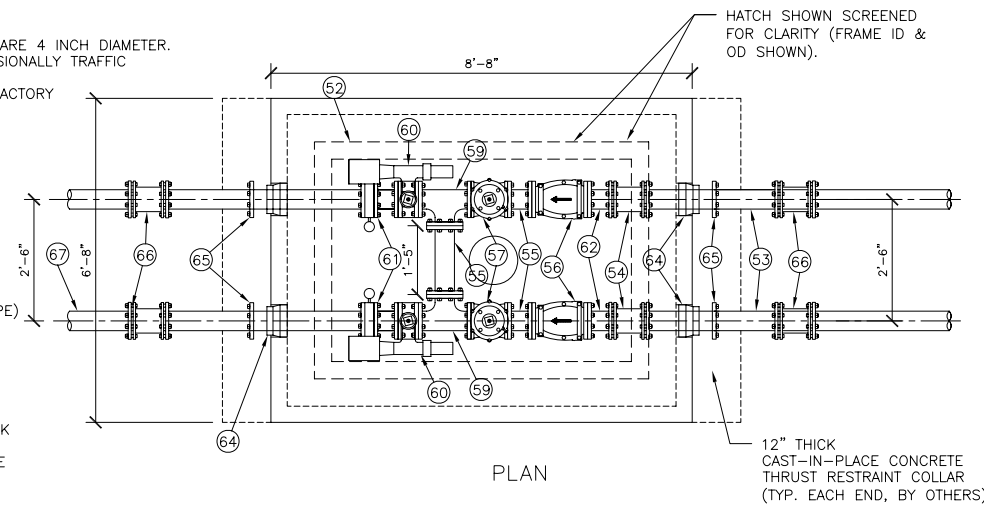 ARE 4 INCH DIAMETER.
SIONALLY TRAFFIC
ACTORY
HATCH SHOWN SCREENED
FOR CLARITY (FRAME ID &
OD SHOWN).
8'-8"
52
60
59
2'-6"
6'-8"
67
66
65
61
1'-5"
55
57
55
56
62
54
64
65
53
66
2'-6"
PE)
64
60
59
K
E
PLAN
12" THICK
CAST-IN-PLACE CONCRETE
THRUST RESTRAINT COLLAR
(TYP. EACH END, BY OTHERS)